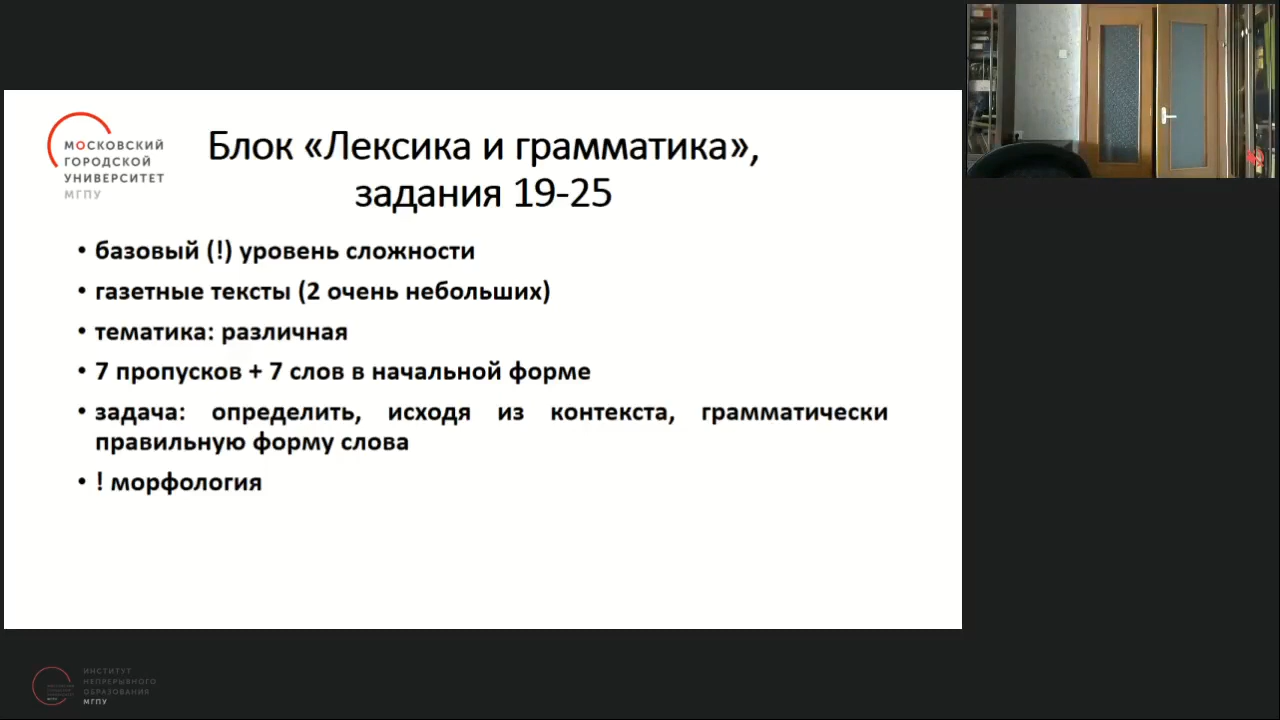 МОСКОВСКИЙ
ГОРОДСКОЙ
УНИВЕРСИТЕТ
МГПУ
Блок «Лексика и грамматика»,
задания 19-25
• базовый (!) уровень сложности
• газетные тексты (2 очень небольших)
• тематика: различная
• 7 пропусков + 7 слов в начальной форме
• задача: определить, исходя из контекста, грамматически
правильную форму слова
• ! морфология
ИНСТИТУТ
НЕПРЕРЫВНОГО
ОБРАЗОВАНИЯ
МГПУ